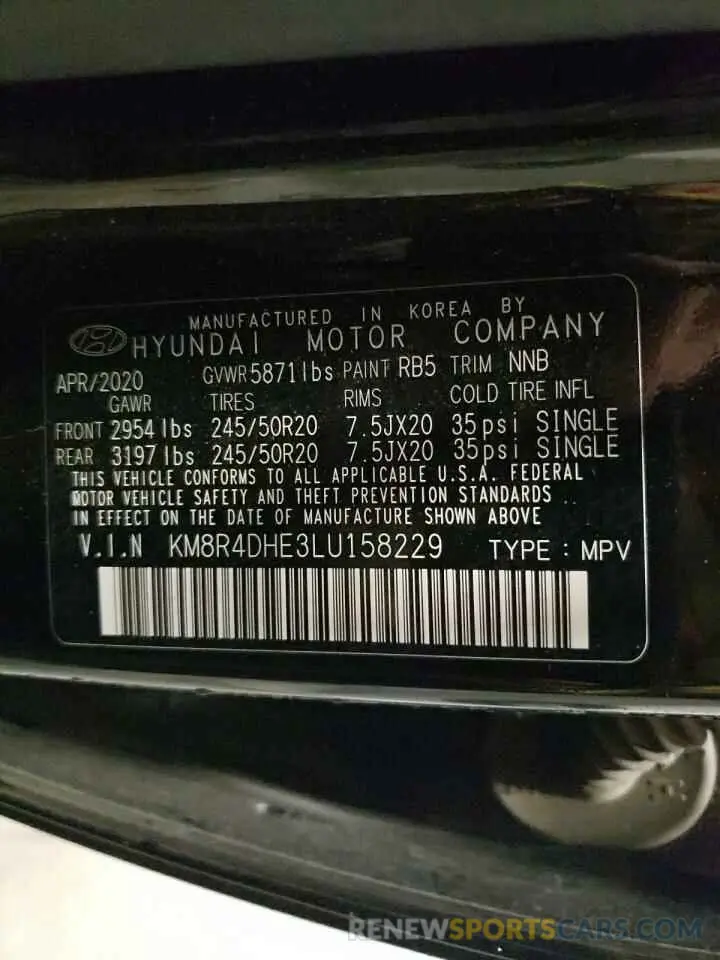 MANUFACTURED IN KOREA BY
HYUNDAI MOTOR COMPANY
APR/2020 GVWR 5871lbs PAINT RB5 TRIM NNB
GAWR TIRES RIMS COLD TIRE INFL
FRONT 2954 lbs 245/50R20 7.5JX20 35psi SINGLE
REAR 3197 lbs 245/50R20 7.5JX20 35psi SINGLE
THIS VEHICLE CONFORMS TO ALL APPLICABLE U.S.A. FEDERAL
MOTOR VEHICLE SAFETY AND THEFT PREVENTION STANDARDS
IN EFFECT ON THE DATE OF MANUFACTURE SHOWN ABOVE
V.I.N KM8R4DHE3LU158229 TYPE : MPV
RENEWSPORTSCARS.COM